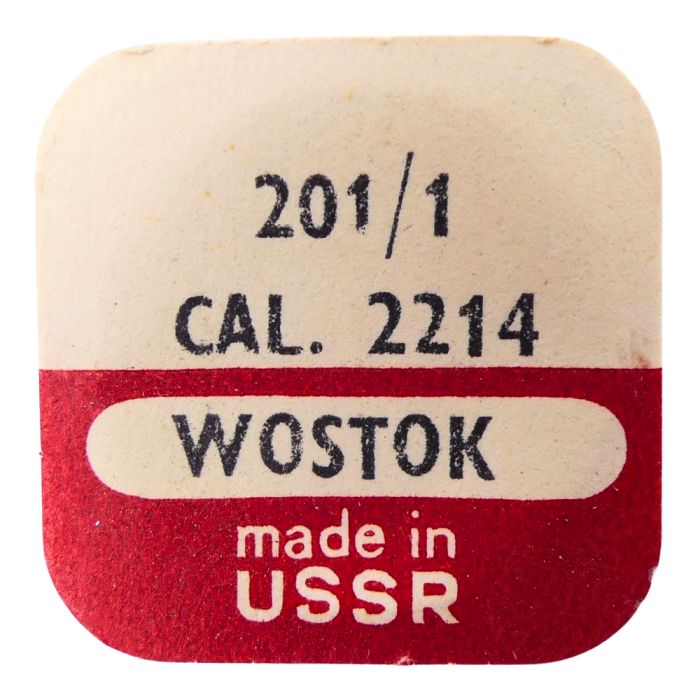 201/1
CAL. 2214
WOSTOK
made in
USSR